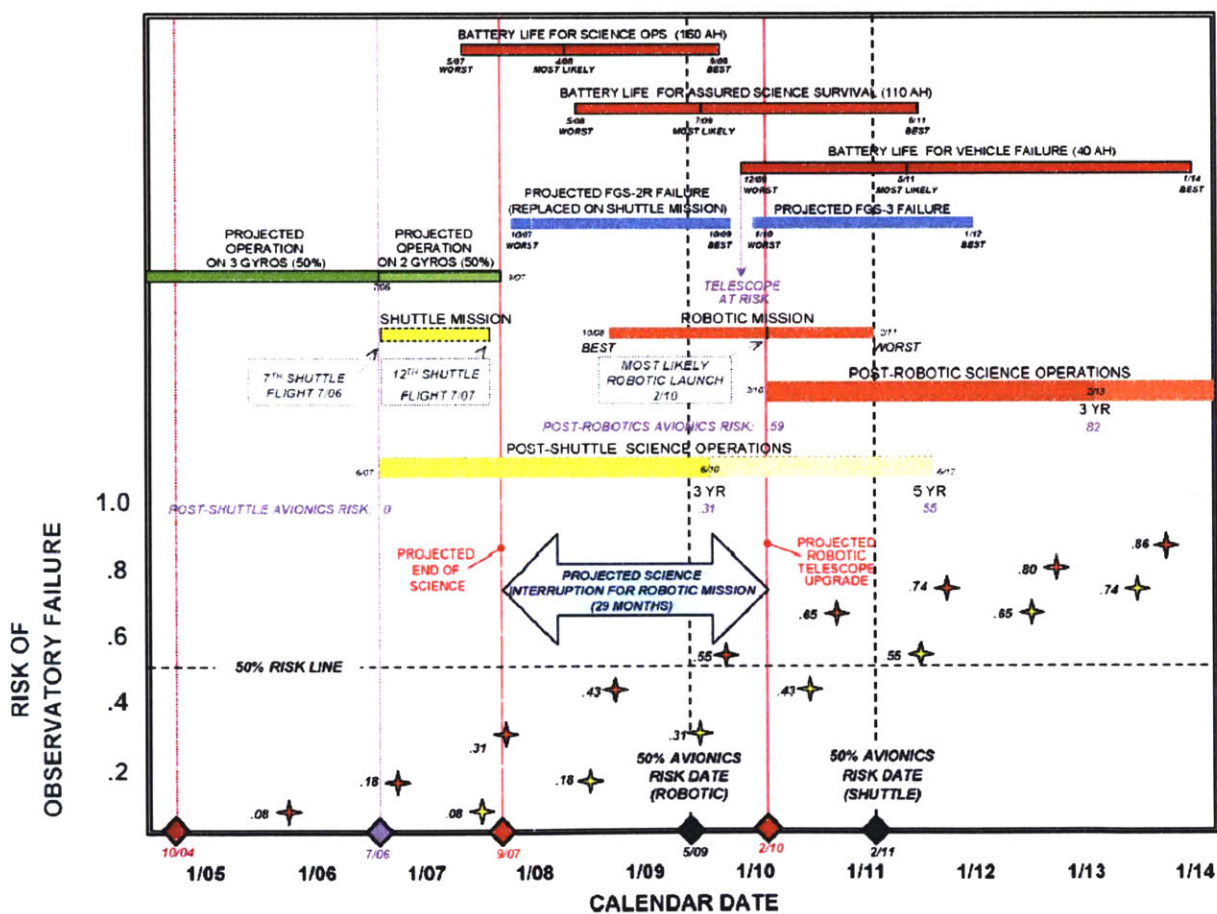 BATTERY LIFE FOR SCIENCE OPS (160 AH)
5/07
WORST
4/08
MOST LIKELY
9/09
BEST
BATTERY LIFE FOR ASSURED SCIENCE SURVIVAL (110 AH)
5/08
WORST
7/09
MOST LIKELY
6/11
BEST
BATTERY LIFE FOR VEHICLE FAILURE (40 AH)
12/09
WORST
5/11
MOST LIKELY
1/14
BEST
PROJECTED FGS-2R FAILURE
(REPLACED ON SHUTTLE MISSION)
10/07
WORST
10/09
BEST
PROJECTED FGS-3 FAILURE
1/10
WORST
1/12
BEST
PROJECTED
OPERATION
ON 3 GYROS (50%)
PROJECTED
OPERATION
ON 2 GYROS (50%)
7/06
9/07
TELESCOPE
AT RISK
SHUTTLE MISSION
ROBOTIC MISSION
10/08
BEST
2/11
WORST
7TH SHUTTLE
FLIGHT 7/06
12TH SHUTTLE
FLIGHT 7/07
MOST LIKELY
ROBOTIC LAUNCH
2/10
POST-ROBOTIC SCIENCE OPERATIONS
2/10
2/13
3 YR
POST-ROBOTICS AVIONICS RISK: .59
82
POST-SHUTTLE SCIENCE OPERATIONS
6/07
6/10
6/12
3 YR
5 YR
POST-SHUTTLE AVIONICS RISK: 0
.31
55
PROJECTED
END OF
SCIENCE
PROJECTED SCIENCE
INTERRUPTION FOR ROBOTIC MISSION
(29 MONTHS)
PROJECTED
ROBOTIC
TELESCOPE
UPGRADE
RISK OF
OBSERVATORY FAILURE
1.0
.8
.6
.4
.2
50% RISK LINE
.08
.18
.31
.43
.55
.65
.74
.80
.86
.08
.18
.31
.43
.55
.65
.74
50% AVIONICS
RISK DATE
(ROBOTIC)
50% AVIONICS
RISK DATE
(SHUTTLE)
10/04
7/06
9/07
5/09
2/10
2/11
1/05
1/06
1/07
1/08
1/09
1/10
1/11
1/12
1/13
1/14
CALENDAR DATE